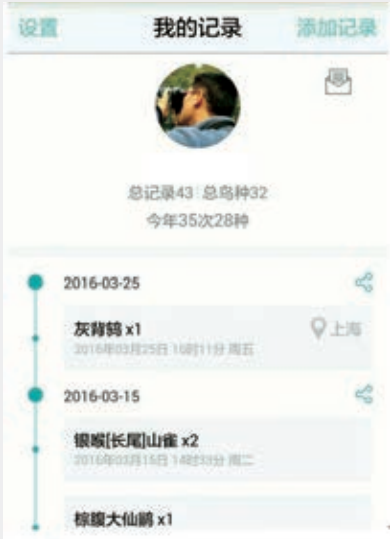 设置 我的记录 添加记录
总记录43 总鸟种32
今年35次28种
2016-03-25
灰背鸫 x1 上海
2016年03月25日 16时11分 周五
2016-03-15
银喉[长尾]山雀 x2
2016年03月15日 14时33分 周二
棕腹大仙鹟 x1